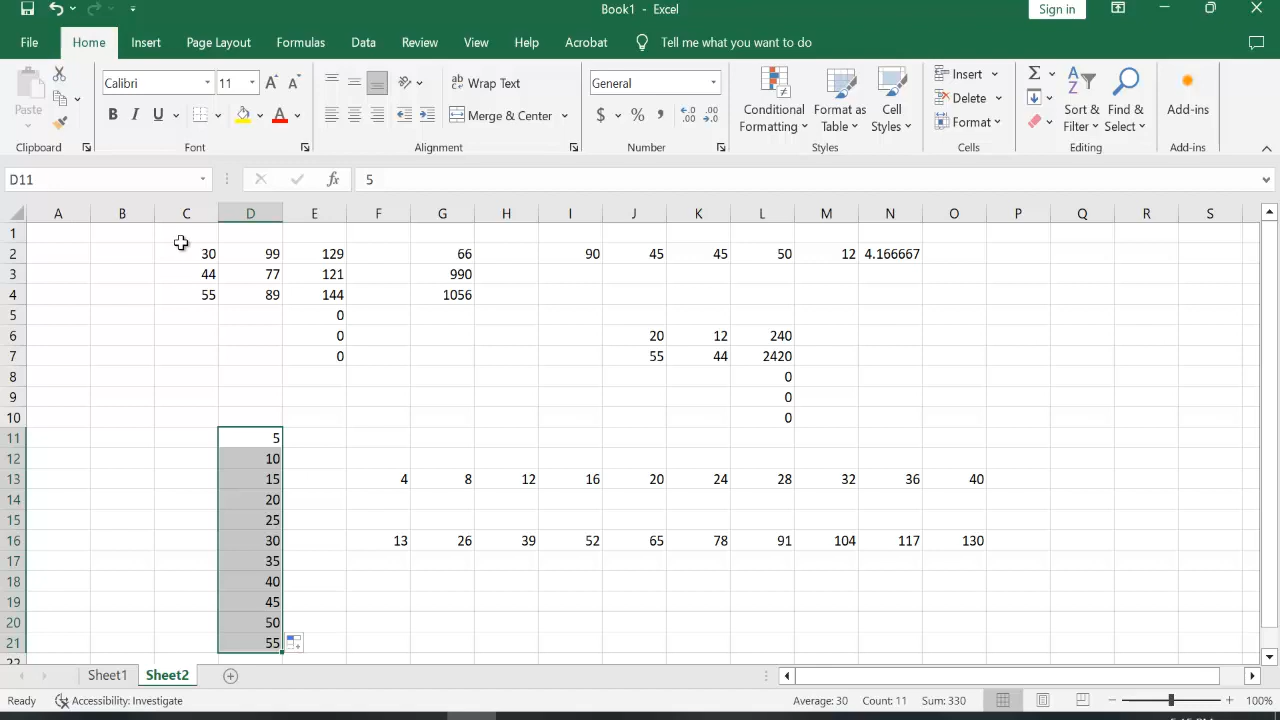 Book1 - Excel
Sign in
File Home Insert Page Layout Formulas Data Review View Help Acrobat Tell me what you want to do
Paste
Clipboard
Calibri 11
B I U
Font
Wrap Text
Merge & Center
Alignment
General
$ % ,
Number
Conditional Formatting
Format as Table
Cell Styles
Styles
Insert
Delete
Format
Cells
Sort & Filter
Find & Select
Editing
Add-ins
Add-ins
D11 fx 5
A B C D E F G H I J K L M N O P Q R S
1
2 30 99 129 66 90 45 45 50 12 4.166667
3 44 77 121 990
4 55 89 144 1056
5 0
6 0 20 12 240
7 0 55 44 2420
8 0
9 0
10 0
11 5
12 10
13 15 4 8 12 16 20 24 28 32 36 40
14 20
15 25
16 30 13 26 39 52 65 78 91 104 117 130
17 35
18 40
19 45
20 50
21 55
22
Sheet1 Sheet2
Ready Accessibility: Investigate Average: 30 Count: 11 Sum: 330 100%